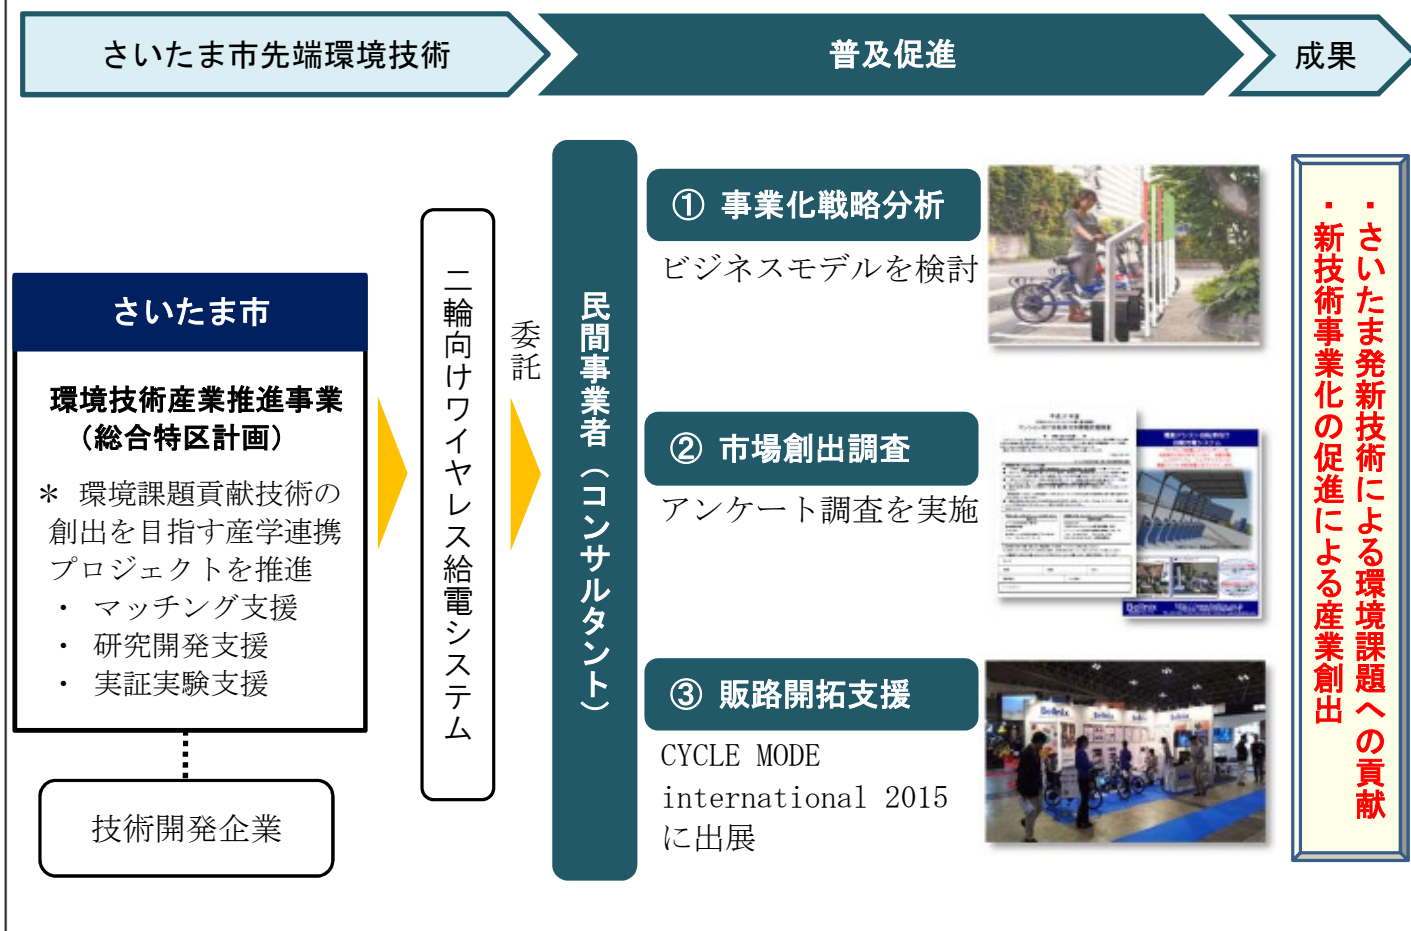 さいたま市先端環境技術
普及促進
成果
さいたま市
環境技術産業推進事業
（総合特区計画）
＊ 環境課題貢献技術の
創出を目指す産学連携
プロジェクトを推進
・ マッチング支援
・ 研究開発支援
・ 実証実験支援
技術開発企業
二輪向けワイヤレス給電システム
委託
民間事業者（コンサルタント）
① 事業化戦略分析
ビジネスモデルを検討
② 市場創出調査
アンケート調査を実施
Bellnix
③ 販路開拓支援
CYCLE MODE
international 2015
に出展
Bellnix
・さいたま発新技術による環境課題への貢献
・新技術事業化の促進による産業創出